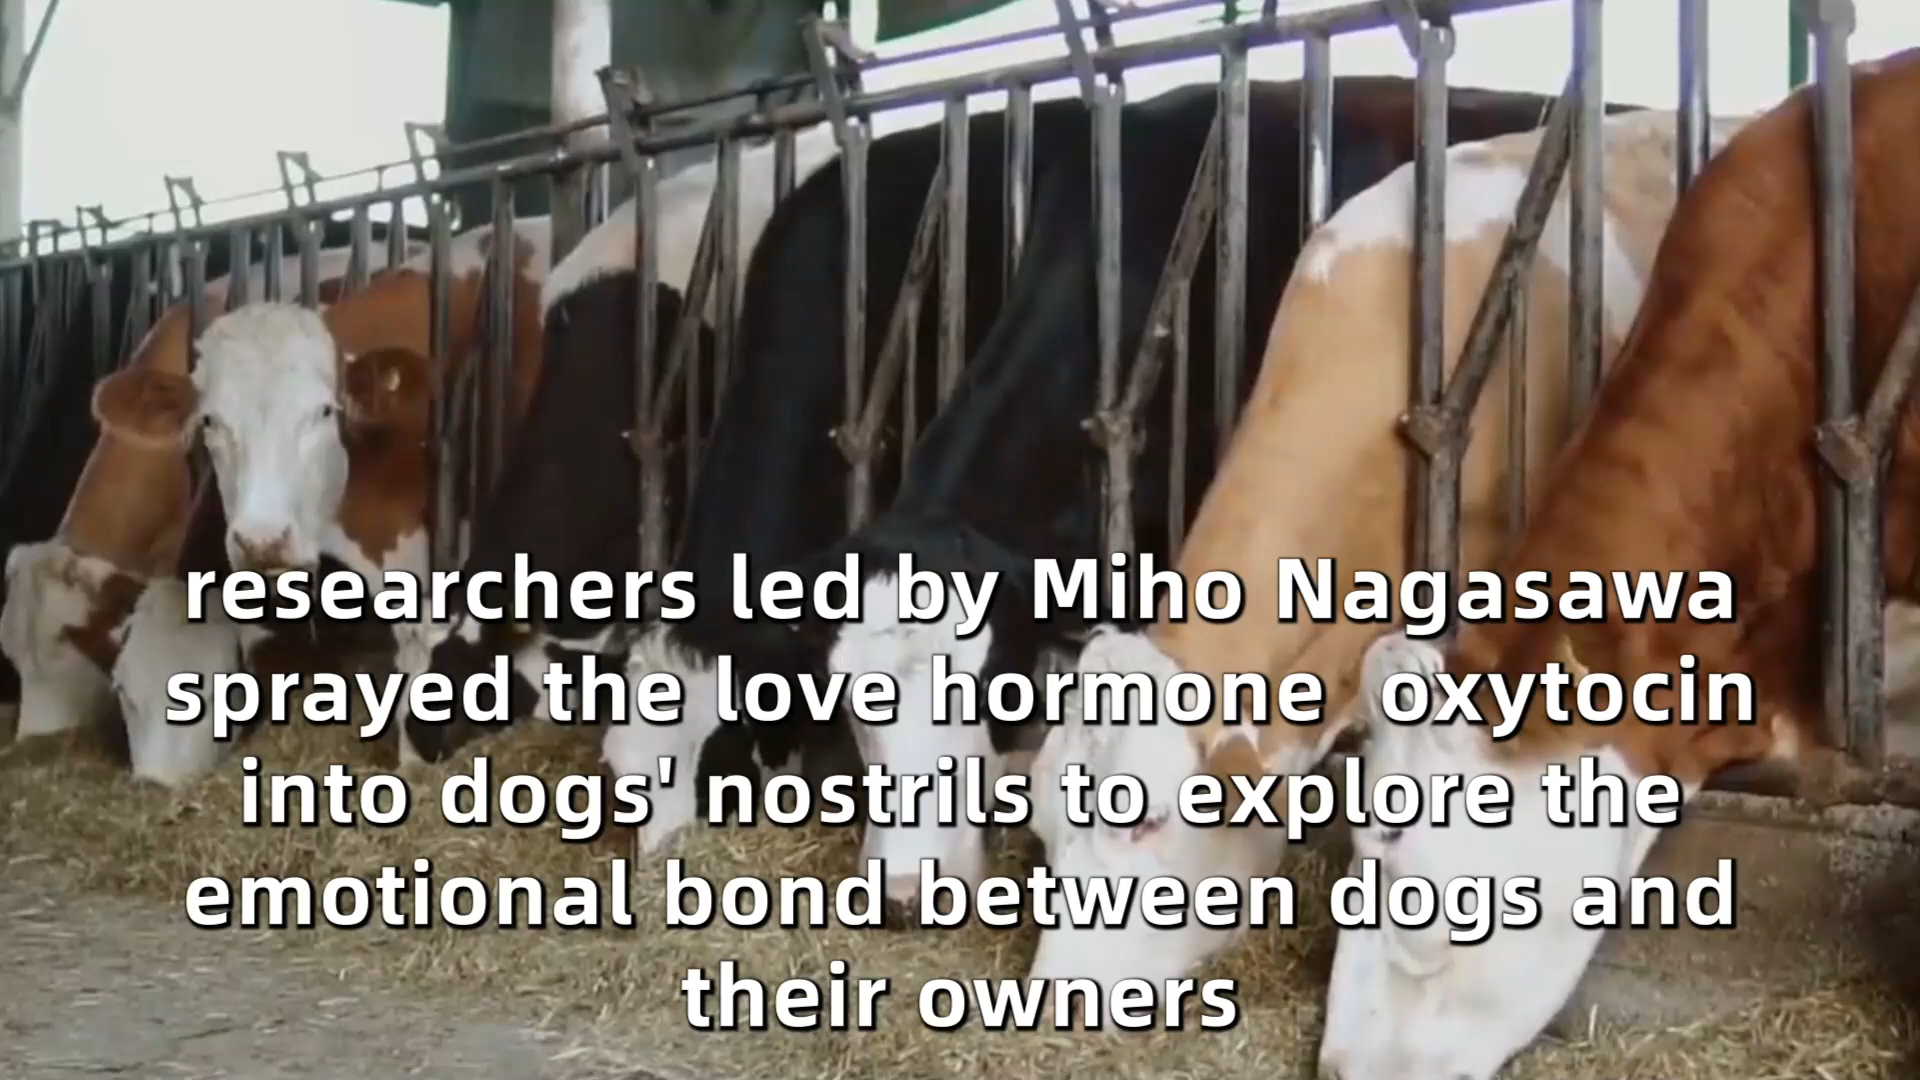 researchers led by Miho Nagasawa
sprayed the love hormone  oxytocin
into dogs' nostrils to explore the
emotional bond between dogs and
their owners